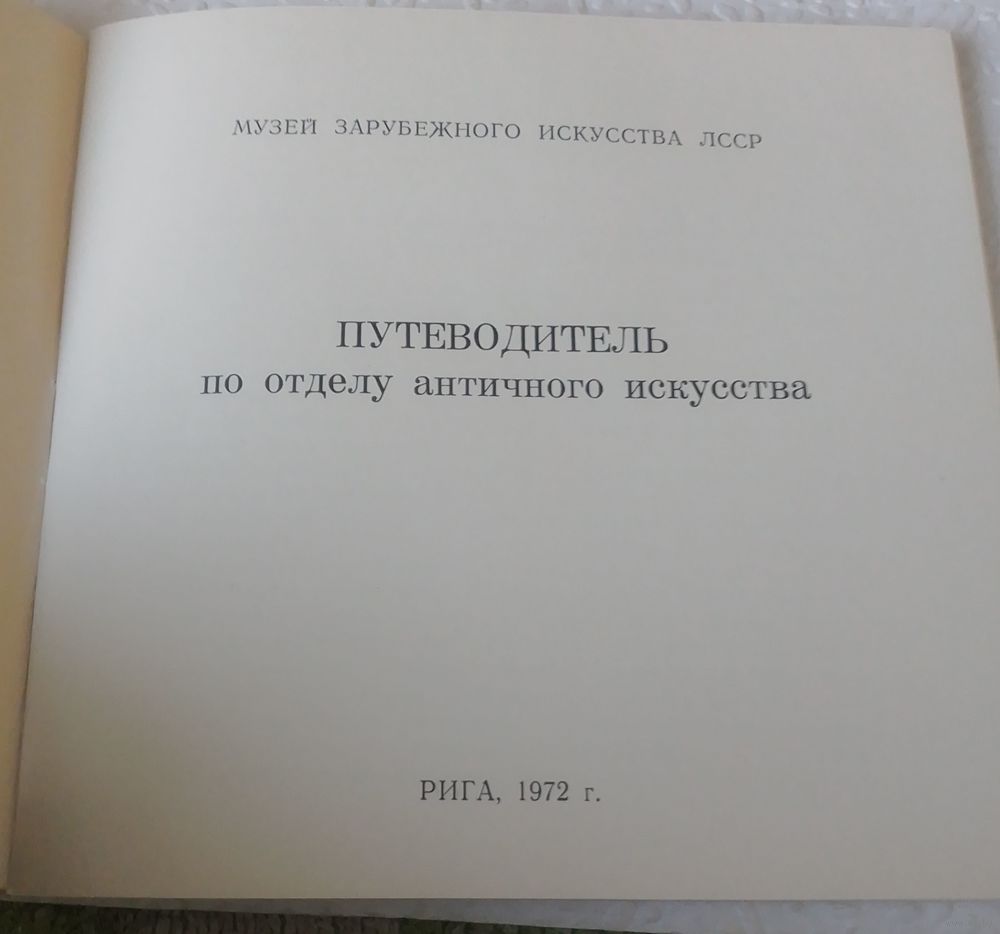 МУЗЕЙ ЗАРУБЕЖНОГО ИСКУССТВА ЛССР
ПУТЕВОДИТЕЛЬ
по отделу античного искусства
РИГА, 1972 г.